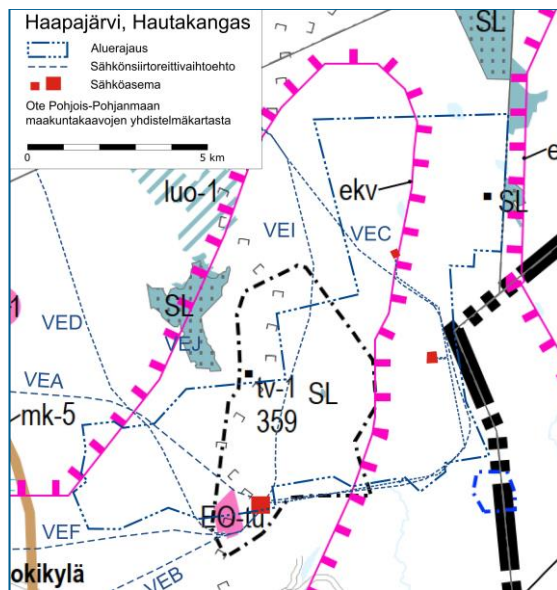 Haapajärvi, Hautakangas
Aluerajaus
Sähkönsiirtoreittivaihtoehto
Sähköasema
Ote Pohjois-Pohjanmaan
maakuntakaavojen yhdistelmäkartasta
0 5 km
SL
e
luo-1
ekv
SL
VEI
VEC
SL
1
VED
VEJ
VEA
tv-1
SL
359
mk-5
EO-tu
VEF
okikylä
VEB